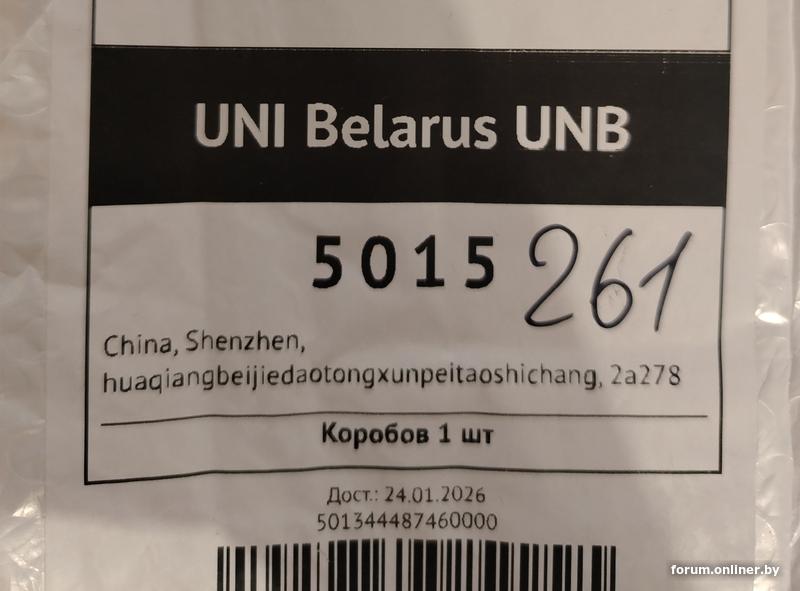 UNI Belarus UNB
5015 261
China, Shenzhen,
huaqiangbeijiedaotongxunpeitaoshichang, 2a278
Коробов 1 шт
Дост.: 24.01.2026
501344487460000
forum.onliner.by